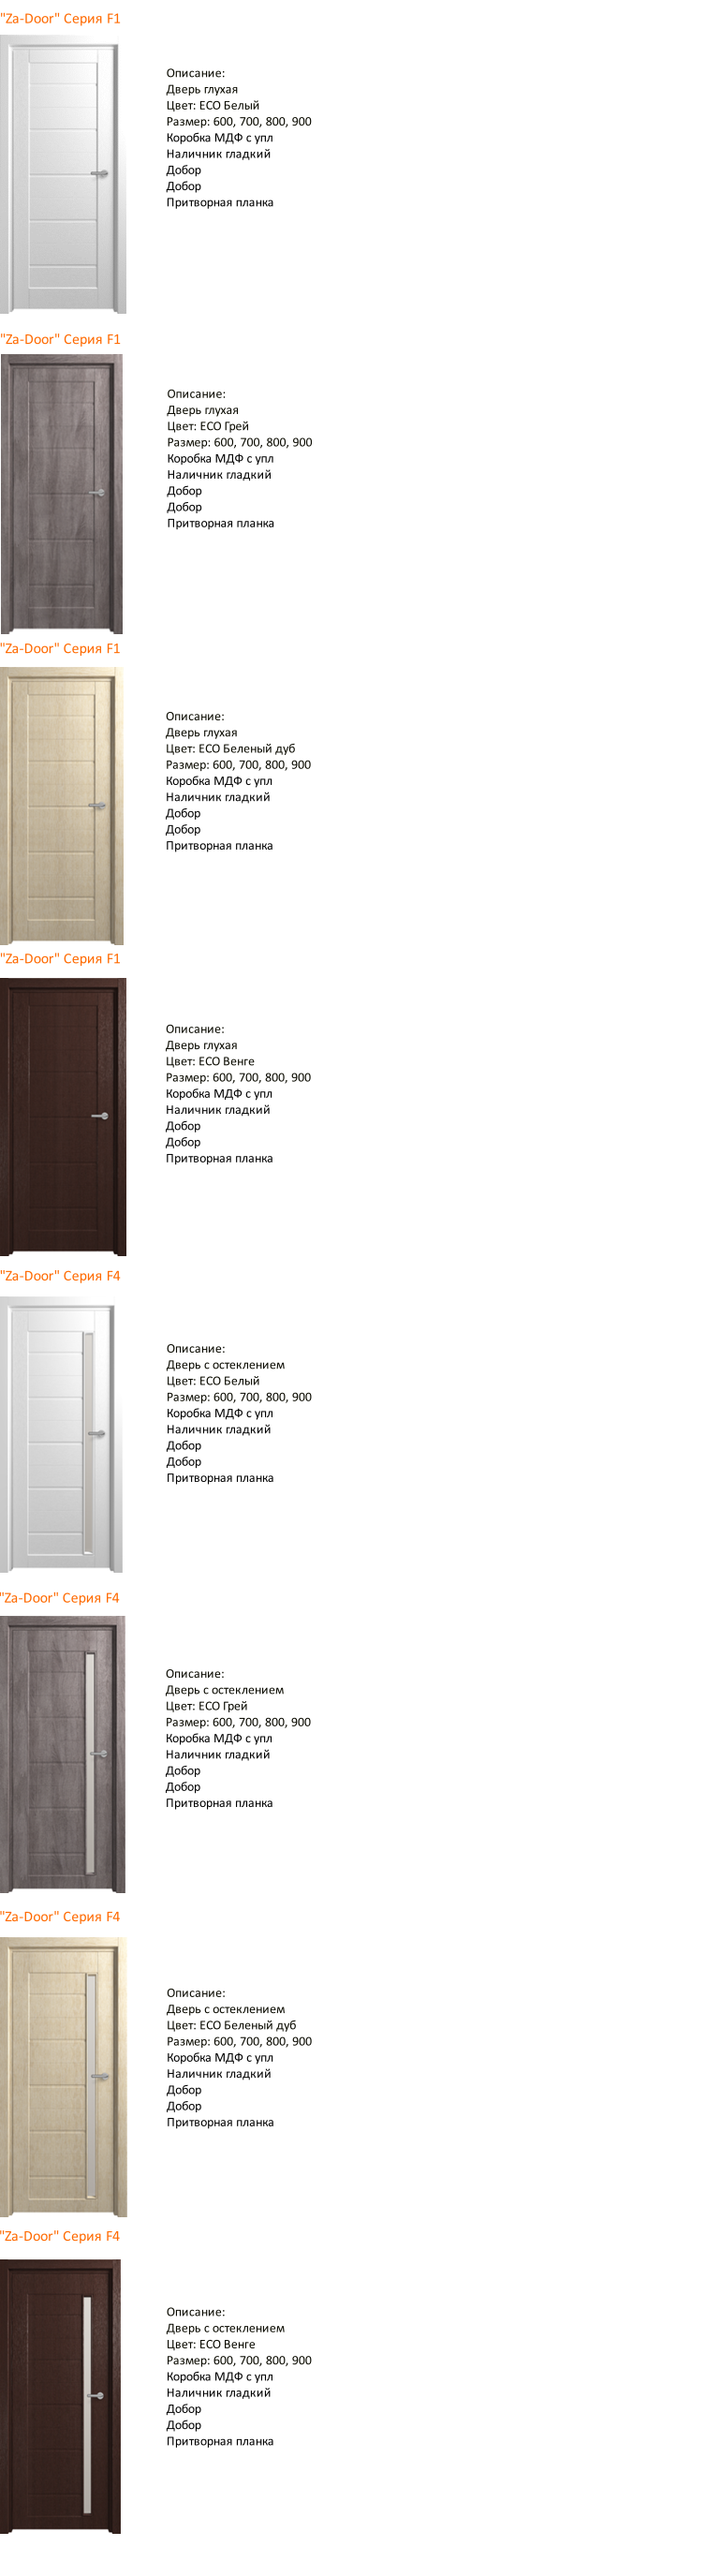 "Za-Door" Серия F1
Описание:
Дверь глухая
Цвет: ECO Белый
Размер: 600, 700, 800, 900
Коробка МДФ с упл
Наличник гладкий
Добор
Добор
Притворная планка
"Za-Door" Серия F1
Описание:
Дверь глухая
Цвет: ECO Грей
Размер: 600, 700, 800, 900
Коробка МДФ с упл
Наличник гладкий
Добор
Добор
Притворная планка
"Za-Door" Серия F1
Описание:
Дверь глухая
Цвет: ECO Беленый дуб
Размер: 600, 700, 800, 900
Коробка МДФ с упл
Наличник гладкий
Добор
Добор
Притворная планка
"Za-Door" Серия F1
Описание:
Дверь глухая
Цвет: ECO Венге
Размер: 600, 700, 800, 900
Коробка МДФ с упл
Наличник гладкий
Добор
Добор
Притворная планка
"Za-Door" Серия F4
Описание:
Дверь с остеклением
Цвет: ECO Белый
Размер: 600, 700, 800, 900
Коробка МДФ с упл
Наличник гладкий
Добор
Добор
Притворная планка
"Za-Door" Серия F4
Описание:
Дверь с остеклением
Цвет: ECO Грей
Размер: 600, 700, 800, 900
Коробка МДФ с упл
Наличник гладкий
Добор
Добор
Притворная планка
"Za-Door" Серия F4
Описание:
Дверь с остеклением
Цвет: ECO Беленый дуб
Размер: 600, 700, 800, 900
Коробка МДФ с упл
Наличник гладкий
Добор
Добор
Притворная планка
"Za-Door" Серия F4
Описание:
Дверь с остеклением
Цвет: ECO Венге
Размер: 600, 700, 800, 900
Коробка МДФ с упл
Наличник гладкий
Добор
Добор
Притворная планка